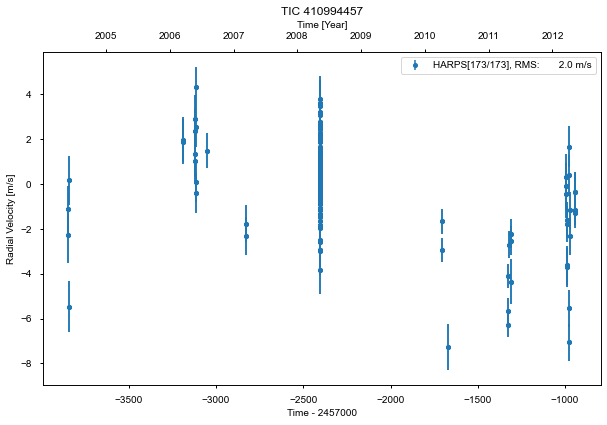 TIC 410994457
Time [Year]
2005 2006 2007 2008 2009 2010 2011 2012
HARPS[173/173], RMS: 2.0 m/s
Radial Velocity [m/s]
4
2
0
−2
−4
−6
−8
−3500 −3000 −2500 −2000 −1500 −1000
Time - 2457000